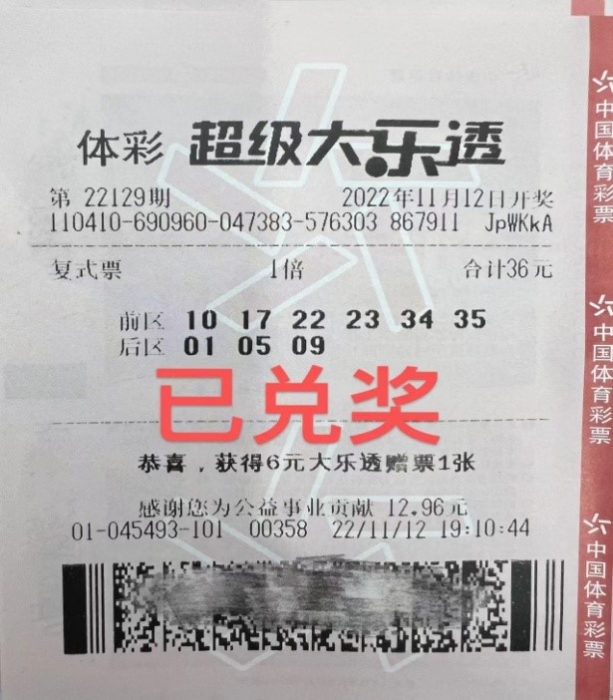 体彩 超级大乐透
第 22129期 2022年11月12日开奖
110410-690960-047383-576303 867911 JpWKkA
复式票 1倍 合计36元
前区 10 17 22 23 34 35
后区 01 05 09
已兑奖
恭喜，获得6元大乐透赠票1张
感谢您为公益事业贡献 12.96元
01-045493-101 00358 22/11/12 19:10:44
中国体育彩票
中国体育彩票
中国体育彩票